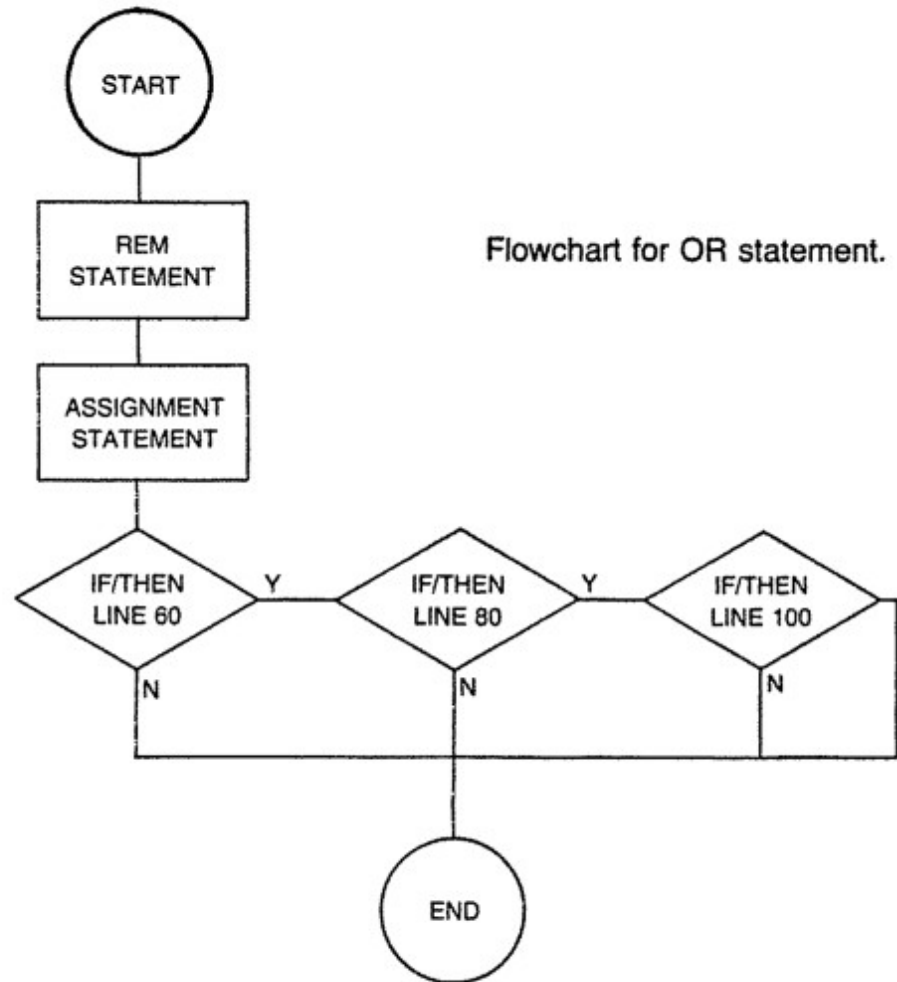 START
REM
STATEMENT
Flowchart for OR statement.
ASSIGNMENT
STATEMENT
IF/THEN
LINE 60
Y
IF/THEN
LINE 80
Y
IF/THEN
LINE 100
N
N
N
END